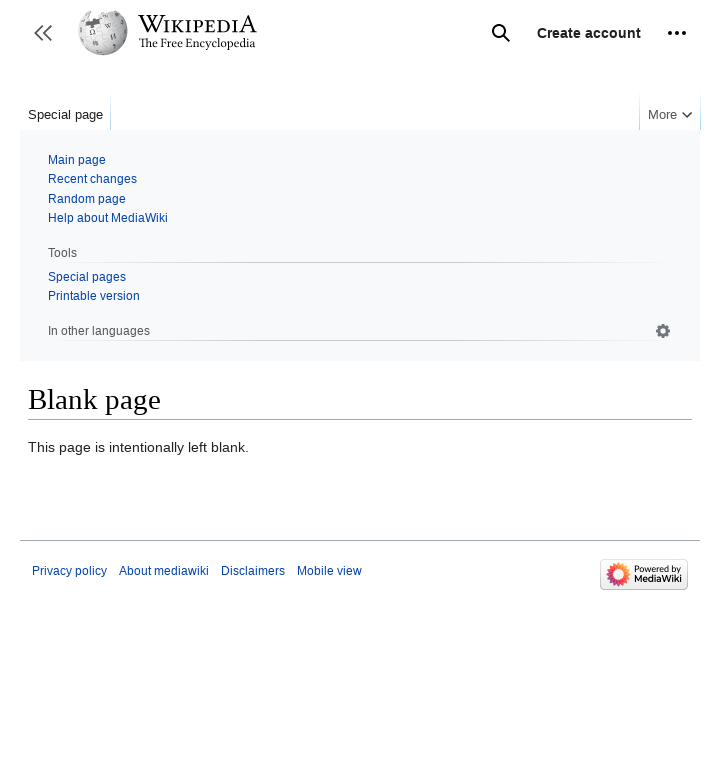 WIKIPEDIA
The Free Encyclopedia
Create account
Special page
More
Main page
Recent changes
Random page
Help about MediaWiki
Tools
Special pages
Printable version
In other languages
Blank page
This page is intentionally left blank.
Privacy policy About mediawiki Disclaimers Mobile view
Powered by
MediaWiki